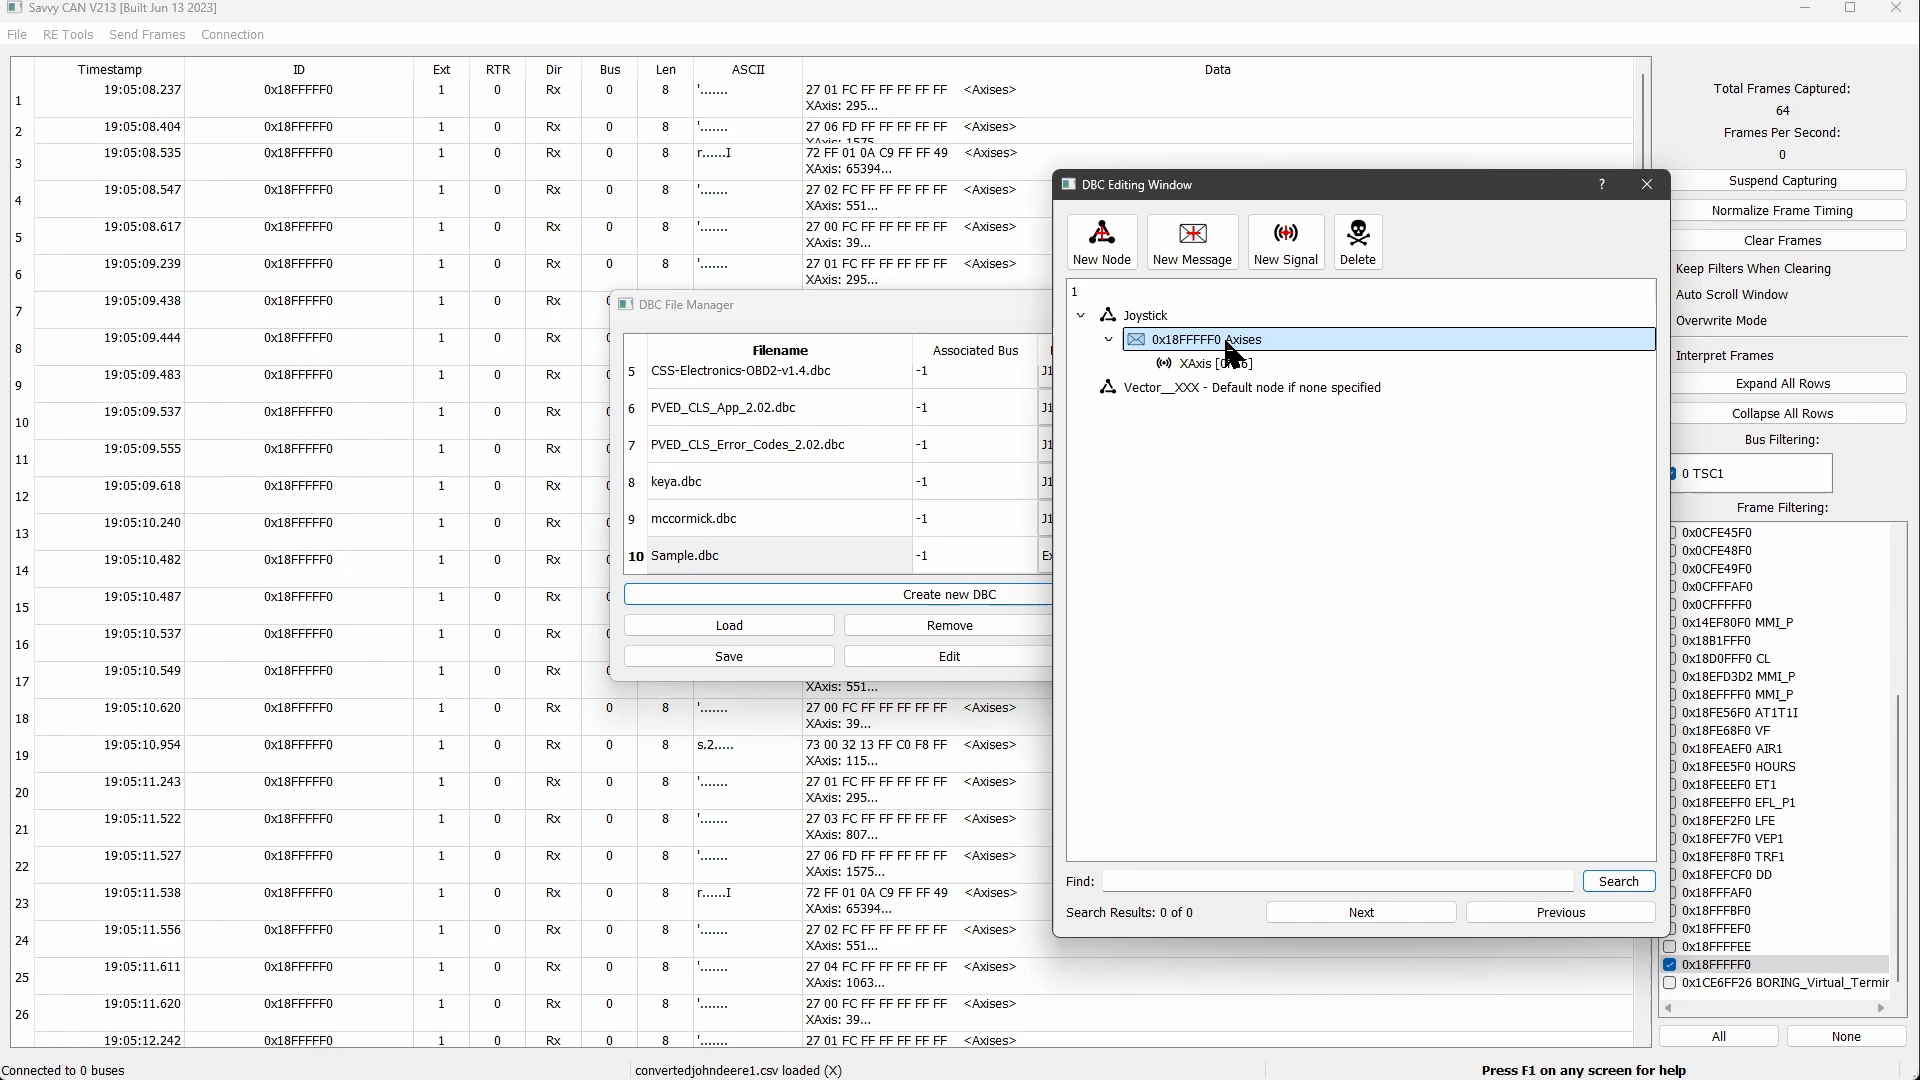 Savvy CAN V213 [Built Jun 13 2023]
File RE Tools Send Frames Connection
Timestamp ID Ext RTR Dir Bus Len ASCII Data
1 19:05:08.237 0x18FFFFF0 1 0 Rx 0 8 '....... 27 01 FC FF FF FF FF FF <Axises>
XAxis: 295...
2 19:05:08.404 0x18FFFFF0 1 0 Rx 0 8 '....... 27 06 FD FF FF FF FF FF <Axises>
XAxis: 1575
3 19:05:08.535 0x18FFFFF0 1 0 Rx 0 8 r......I 72 FF 01 0A C9 FF FF 49 <Axises>
XAxis: 65394...
4 19:05:08.547 0x18FFFFF0 1 0 Rx 0 8 '....... 27 02 FC FF FF FF FF FF <Axises>
XAxis: 551...
5 19:05:08.617 0x18FFFFF0 1 0 Rx 0 8 '....... 27 00 FC FF FF FF FF FF <Axises>
XAxis: 39...
6 19:05:09.239 0x18FFFFF0 1 0 Rx 0 8 '....... 27 01 FC FF FF FF FF FF <Axises>
XAxis: 295...
7 19:05:09.438 0x18FFFFF0 1 0 Rx
8 19:05:09.444 0x18FFFFF0 1 0 Rx
9 19:05:09.483 0x18FFFFF0 1 0 Rx
10 19:05:09.537 0x18FFFFF0 1 0 Rx
11 19:05:09.555 0x18FFFFF0 1 0 Rx
12 19:05:09.618 0x18FFFFF0 1 0 Rx
13 19:05:10.240 0x18FFFFF0 1 0 Rx
14 19:05:10.482 0x18FFFFF0 1 0 Rx
15 19:05:10.487 0x18FFFFF0 1 0 Rx
16 19:05:10.537 0x18FFFFF0 1 0 Rx
17 19:05:10.549 0x18FFFFF0 1 0 Rx
XAxis: 551...
18 19:05:10.620 0x18FFFFF0 1 0 Rx 0 8 '....... 27 00 FC FF FF FF FF FF <Axises>
XAxis: 39...
19 19:05:10.954 0x18FFFFF0 1 0 Rx 0 8 s.2..... 73 00 32 13 FF C0 F8 FF <Axises>
XAxis: 115...
20 19:05:11.243 0x18FFFFF0 1 0 Rx 0 8 '....... 27 01 FC FF FF FF FF FF <Axises>
XAxis: 295...
21 19:05:11.522 0x18FFFFF0 1 0 Rx 0 8 '....... 27 03 FC FF FF FF FF FF <Axises>
XAxis: 807...
22 19:05:11.527 0x18FFFFF0 1 0 Rx 0 8 '....... 27 06 FD FF FF FF FF FF <Axises>
XAxis: 1575...
23 19:05:11.538 0x18FFFFF0 1 0 Rx 0 8 r......I 72 FF 01 0A C9 FF FF 49 <Axises>
XAxis: 65394...
24 19:05:11.556 0x18FFFFF0 1 0 Rx 0 8 '....... 27 02 FC FF FF FF FF FF <Axises>
XAxis: 551...
25 19:05:11.611 0x18FFFFF0 1 0 Rx 0 8 '....... 27 04 FC FF FF FF FF FF <Axises>
XAxis: 1063...
26 19:05:11.620 0x18FFFFF0 1 0 Rx 0 8 '....... 27 00 FC FF FF FF FF FF <Axises>
XAxis: 39...
19:05:12.242 0x18FFFFF0 1 0 Rx 0 8 '....... 27 01 FC FF FF FF FF FF <Axises>
DBC File Manager
Filename Associated Bus
5 CSS-Electronics-OBD2-v1.4.dbc -1 J1
6 PVED_CLS_App_2.02.dbc -1 J1
7 PVED_CLS_Error_Codes_2.02.dbc -1 J1
8 keya.dbc -1 J1
9 mccormick.dbc -1 J1
10 Sample.dbc -1 Ex
Create new DBC
Load Remove
Save Edit
DBC Editing Window ?
New Node New Message New Signal Delete
1
Joystick
0x18FFFFF0 Axises
XAxis
Vector__XXX - Default node if none specified
Find: Search
Search Results: 0 of 0 Next Previous
Total Frames Captured:
64
Frames Per Second:
0
Suspend Capturing
Normalize Frame Timing
Clear Frames
Keep Filters When Clearing
Auto Scroll Window
Overwrite Mode
Interpret Frames
Expand All Rows
Collapse All Rows
Bus Filtering:
0 TSC1
Frame Filtering:
0x0CFE45F0
0x0CFE48F0
0x0CFE49F0
0x0CFFFAF0
0x0CFFFFF0
0x14EF80F0 MMI_P
0x18B1FFF0
0x18D0FFF0 CL
0x18EFD3D2 MMI_P
0x18EFFFF0 MMI_P
0x18FE56F0 AT1T1I
0x18FE68F0 VF
0x18FEAEF0 AIR1
0x18FEE5F0 HOURS
0x18FEEEF0 ET1
0x18FEEFF0 EFL_P1
0x18FEF2F0 LFE
0x18FEF7F0 VEP1
0x18FEF8F0 TRF1
0x18FEFCF0 DD
0x18FFFAF0
0x18FFFBF0
0x18FFFEF0
0x18FFFFEE
0x18FFFFF0
0x1CE6FF26 BORING_Virtual_Termin
All None
Connected to 0 buses convertedjohndeere1.csv loaded (X) Press F1 on any screen for help